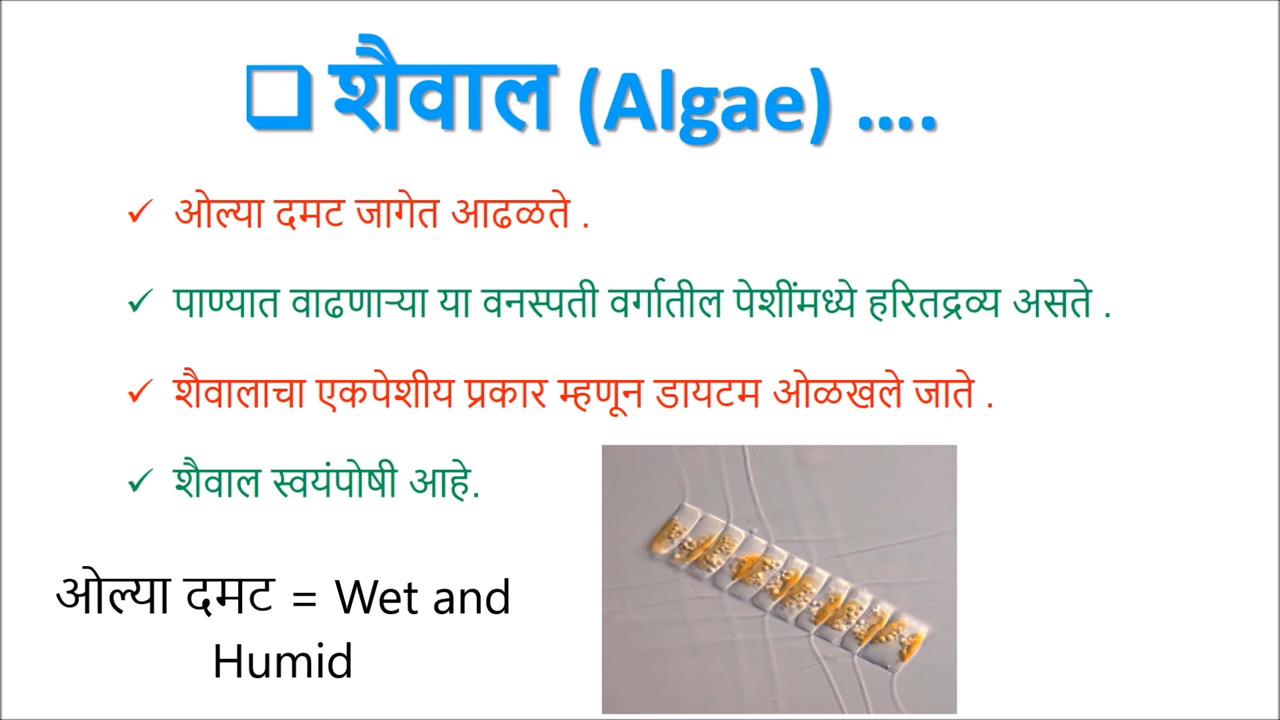 शैवाल (Algae) ....
ओल्या दमट जागेत आढळते .
पाण्यात वाढणाऱ्या या वनस्पती वर्गातील पेशींमध्ये हरितद्रव्य असते .
शैवालाचा एकपेशीय प्रकार म्हणून डायटम ओळखले जाते .
शैवाल स्वयंपोषी आहे.
ओल्या दमट = Wet and
Humid